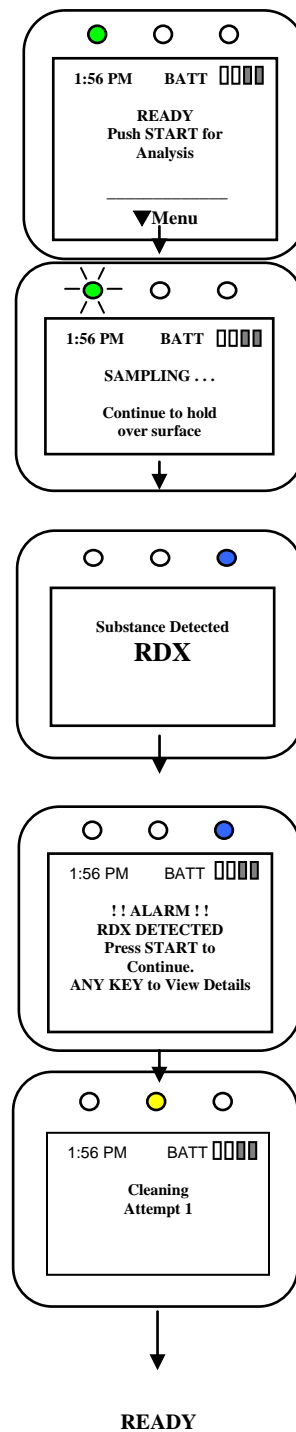 1:56 PM BATT
READY
Push START for
Analysis
Menu
1:56 PM BATT
SAMPLING . . .
Continue to hold
over surface
Substance Detected
RDX
1:56 PM BATT
! ! ALARM ! !
RDX DETECTED
Press START to
Continue.
ANY KEY to View Details
1:56 PM BATT
Cleaning
Attempt 1
READY